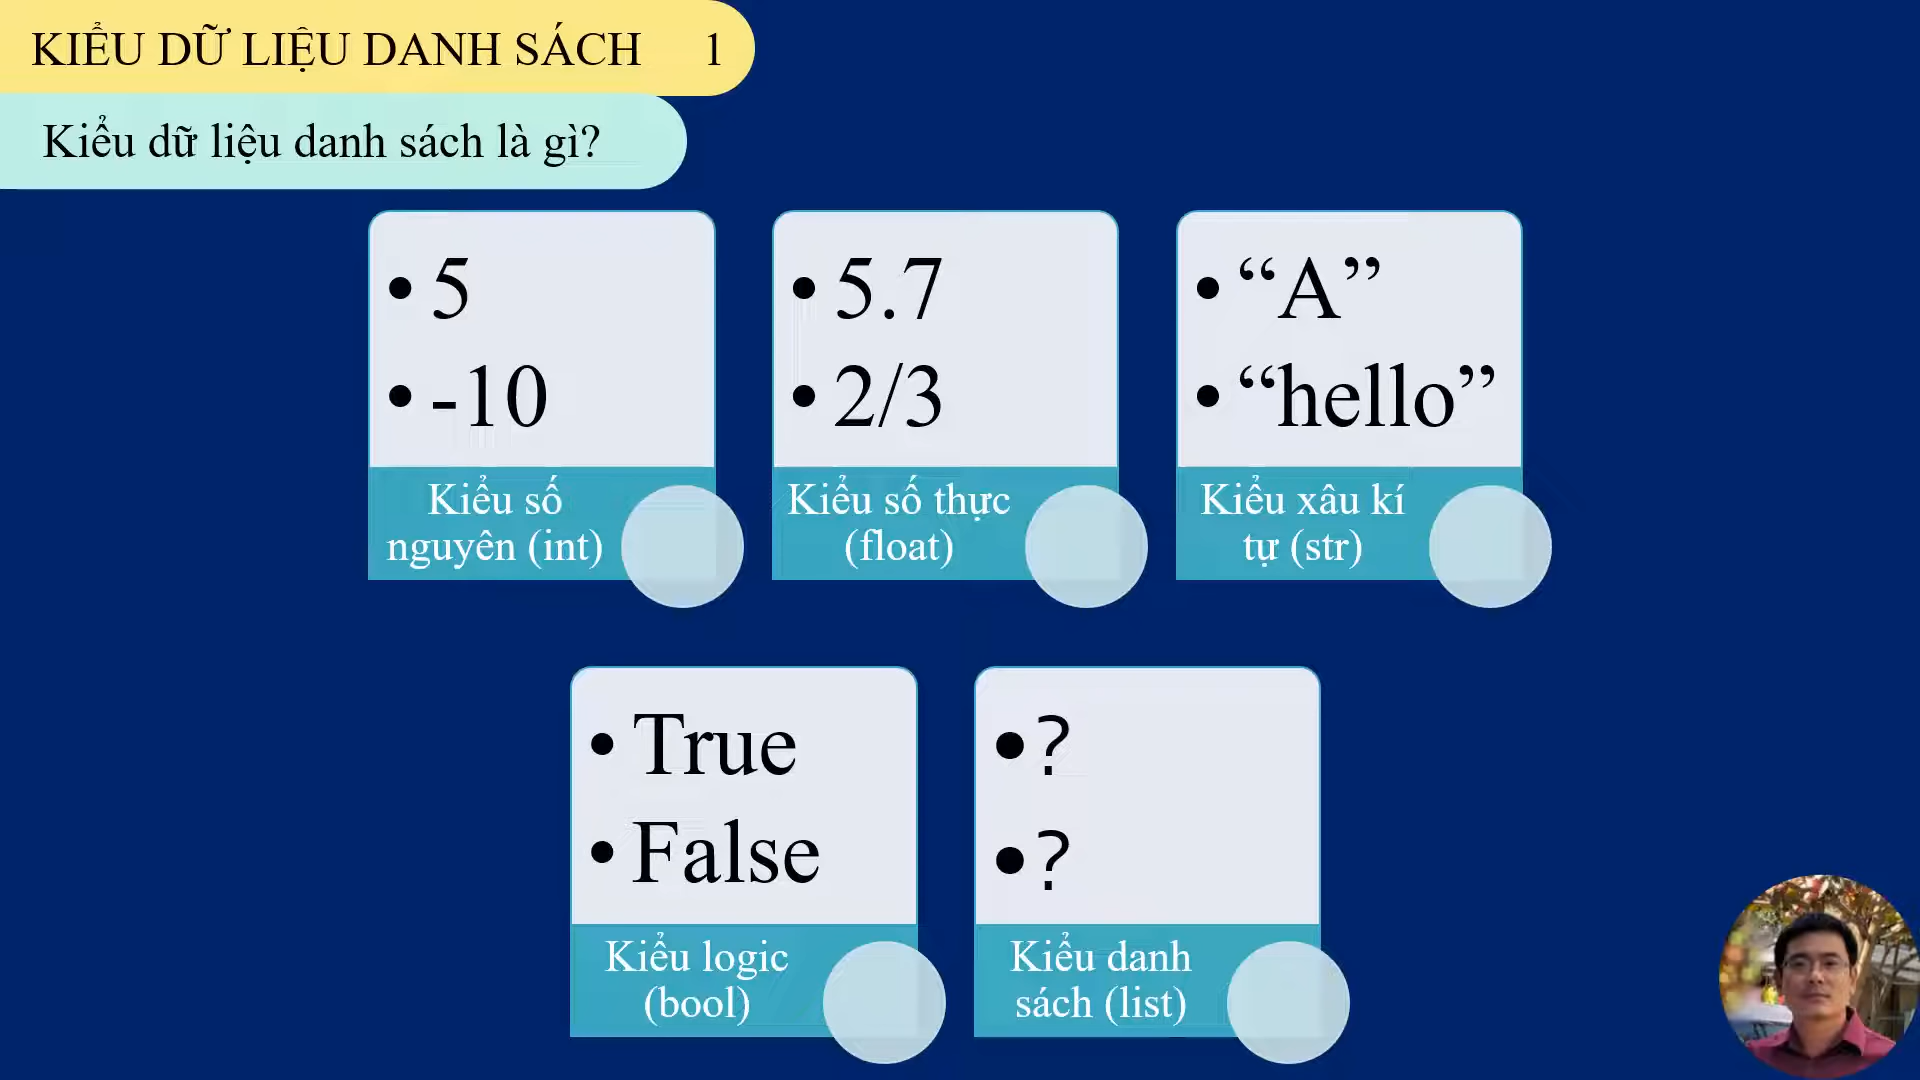 KIỂU DỮ LIỆU DANH SÁCH 1
Kiểu dữ liệu danh sách là gì?
• 5
• -10
Kiểu số
nguyên (int)
• 5.7
• 2/3
Kiểu số thực
(float)
• “A”
• “hello”
Kiểu xâu kí
tự (str)
• True
• False
Kiểu logic
(bool)
• ?
• ?
Kiểu danh
sách (list)